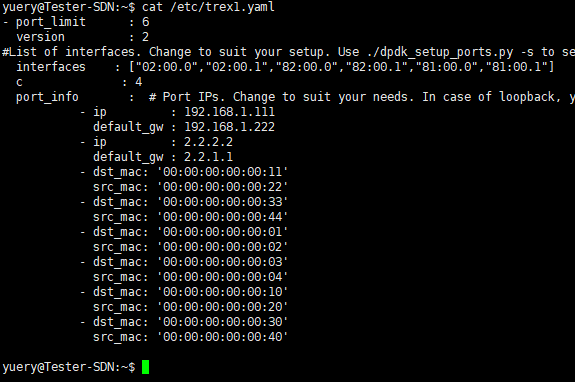 yuery@Tester-SDN:~$ cat /etc/trex1.yaml
- port_limit : 6
version : 2
#List of interfaces. Change to suit your setup. Use ./dpdk_setup_ports.py -s to se
interfaces : ["02:00.0","02:00.1","82:00.0","82:00.1","81:00.0","81:00.1"]
c : 4
port_info : # Port IPs. Change to suit your needs. In case of loopback, y
- ip : 192.168.1.111
default_gw : 192.168.1.222
- ip : 2.2.2.2
default_gw : 2.2.1.1
- dst_mac: '00:00:00:00:00:11'
src_mac: '00:00:00:00:00:22'
- dst_mac: '00:00:00:00:00:33'
src_mac: '00:00:00:00:00:44'
- dst_mac: '00:00:00:00:00:01'
src_mac: '00:00:00:00:00:02'
- dst_mac: '00:00:00:00:00:03'
src_mac: '00:00:00:00:00:04'
- dst_mac: '00:00:00:00:00:10'
src_mac: '00:00:00:00:00:20'
- dst_mac: '00:00:00:00:00:30'
src_mac: '00:00:00:00:00:40'
yuery@Tester-SDN:~$